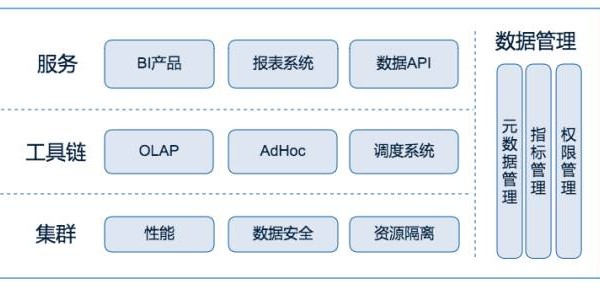 服务
BI产品
报表系统
数据API
工具链
OLAP
AdHoc
调度系统
集群
性能
数据安全
资源隔离
数据管理
元数据管理
指标管理
权限管理